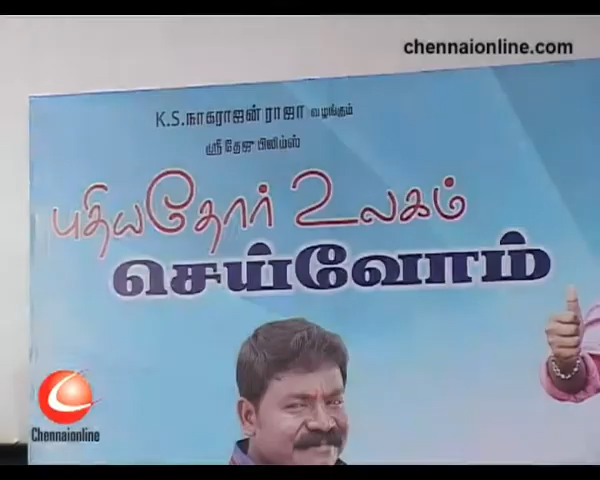 chennaionline.com
K.S.நாகராஜன் ராஜா வழங்கும்
ஸ்ரீ தேஜு பிலிம்ஸ்
புதியதோர் உலகம்
செய்வோம்
Chennaionline